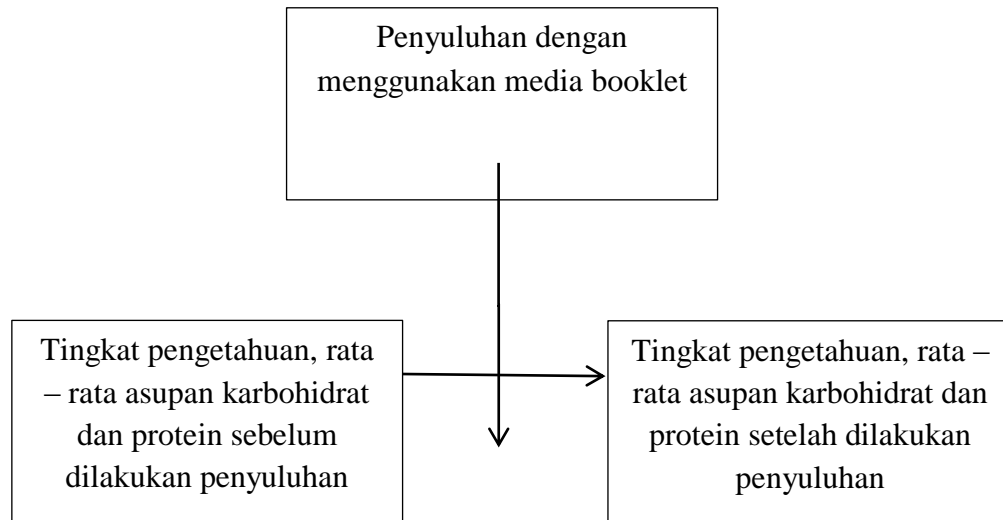 Penyuluhan dengan
menggunakan media booklet
Tingkat pengetahuan, rata
– rata asupan karbohidrat
dan protein sebelum
dilakukan penyuluhan
Tingkat pengetahuan, rata –
rata asupan karbohidrat dan
protein setelah dilakukan
penyuluhan